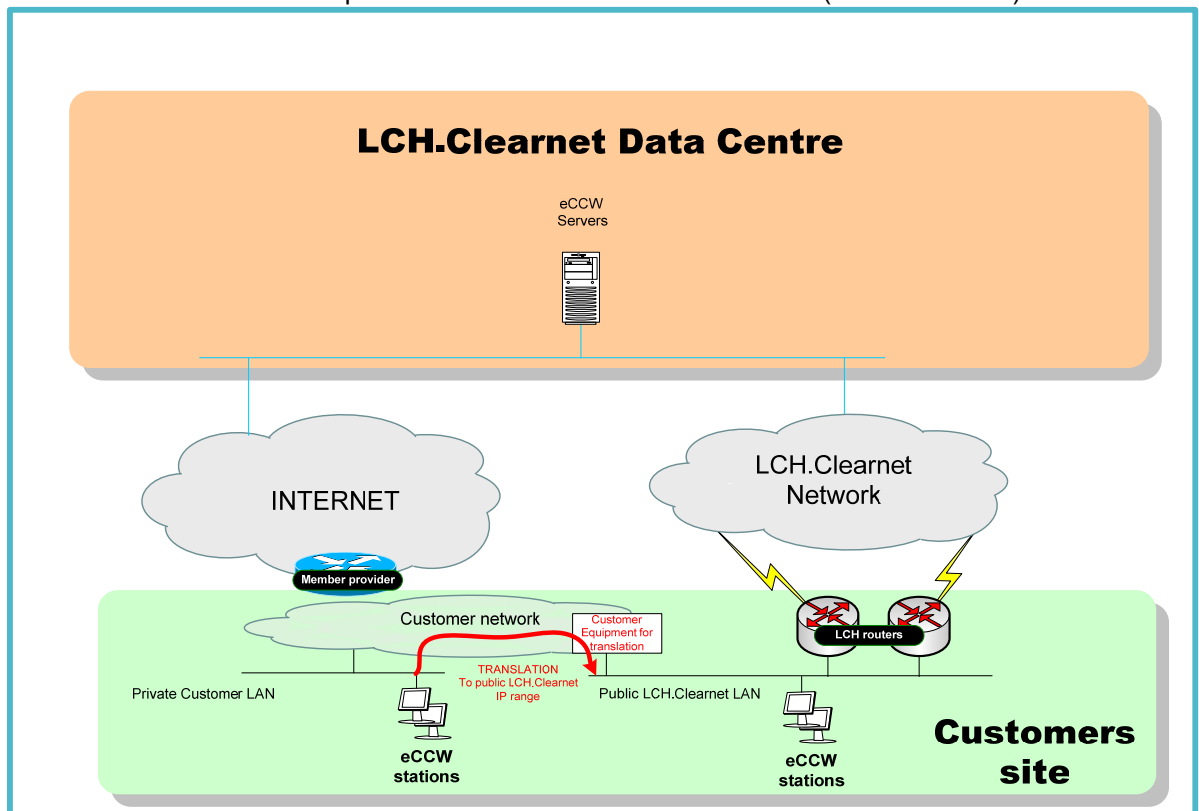 LCH.Clearnet Data Centre
eCCW
Servers
INTERNET
LCH.Clearnet
Network
Member provider
Customer network
Customer
Equipment for
translation
LCH routers
TRANSLATION
To public LCH.Clearnet
IP range
Private Customer LAN
Public LCH.Clearnet LAN
eCCW
stations
eCCW
stations
Customers
site